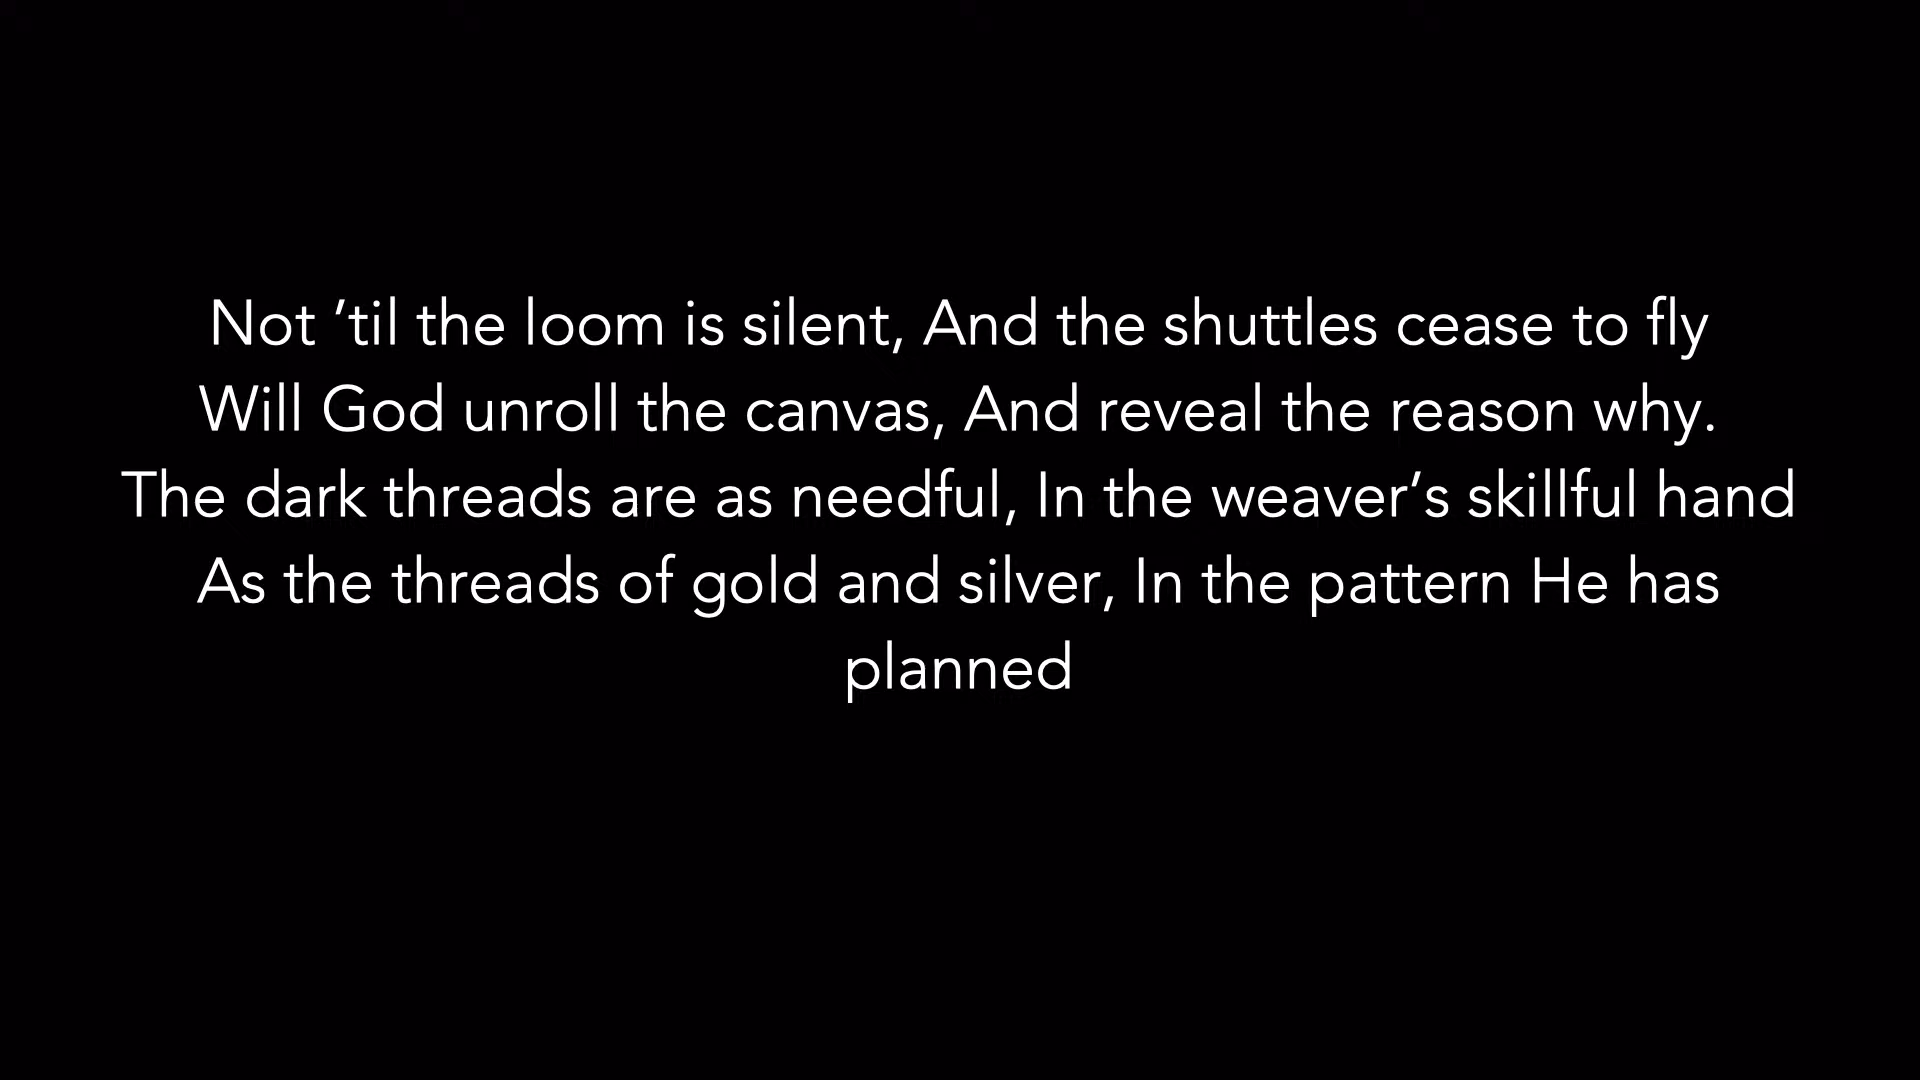 Not ’til the loom is silent, And the shuttles cease to fly
Will God unroll the canvas, And reveal the reason why.
The dark threads are as needful, In the weaver’s skillful hand
As the threads of gold and silver, In the pattern He has
planned